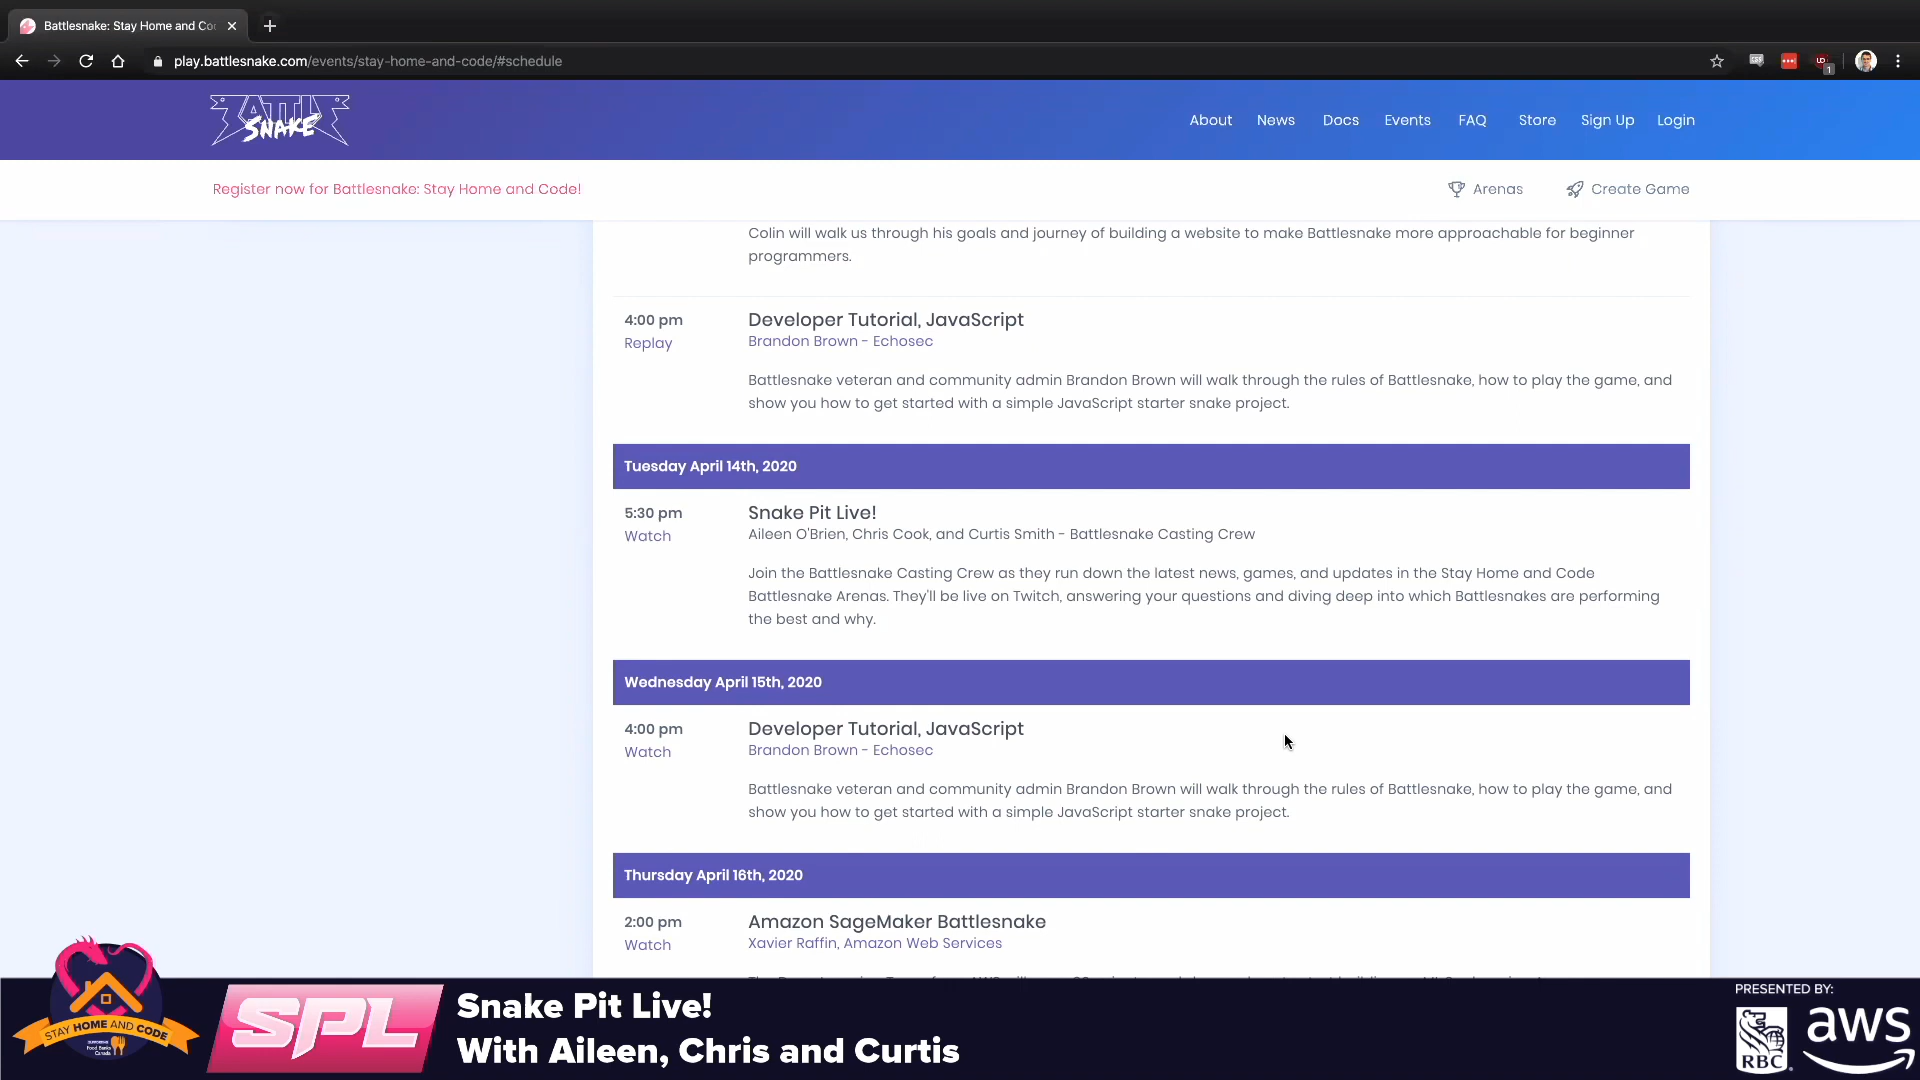 Battlesnake: Stay Home and Co
play.battlesnake.com/events/stay-home-and-code/#schedule
1
BATTLE
SNAKE
About News Docs Events FAQ Store Sign Up Login
Register now for Battlesnake: Stay Home and Code!
Arenas Create Game
Colin will walk us through his goals and journey of building a website to make Battlesnake more approachable for beginner
programmers.
4:00 pm Developer Tutorial, JavaScript
Replay Brandon Brown - Echosec
Battlesnake veteran and community admin Brandon Brown will walk through the rules of Battlesnake, how to play the game, and
show you how to get started with a simple JavaScript starter snake project.
Tuesday April 14th, 2020
5:30 pm Snake Pit Live!
Watch Aileen O'Brien, Chris Cook, and Curtis Smith - Battlesnake Casting Crew
Join the Battlesnake Casting Crew as they run down the latest news, games, and updates in the Stay Home and Code
Battlesnake Arenas. They'll be live on Twitch, answering your questions and diving deep into which Battlesnakes are performing
the best and why.
Wednesday April 15th, 2020
4:00 pm Developer Tutorial, JavaScript
Watch Brandon Brown - Echosec
Battlesnake veteran and community admin Brandon Brown will walk through the rules of Battlesnake, how to play the game, and
show you how to get started with a simple JavaScript starter snake project.
Thursday April 16th, 2020
2:00 pm Amazon SageMaker Battlesnake
Watch Xavier Raffin, Amazon Web Services
STAY HOME AND CODE
SUPPORTING
Food Banks
Canada
SPL
Snake Pit Live!
With Aileen, Chris and Curtis
PRESENTED BY:
RBC
aws